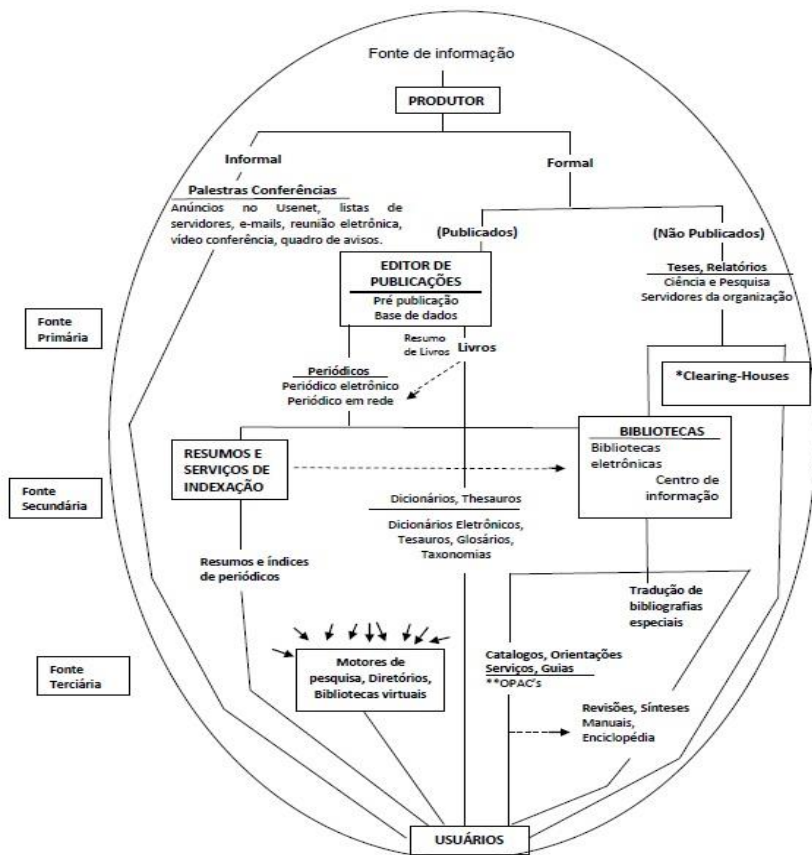 Fonte de informação
PRODUTOR
Informal
Formal
Palestras Conferências
Anúncios no Usenet, listas de
servidores, e-mails, reunião eletrônica,
vídeo conferência, quadro de avisos.
(Publicados)
(Não Publicados)
EDITOR DE
PUBLICAÇÕES
Pré publicação
Base de dados
Teses, Relatórios
Ciência e Pesquisa
Servidores da organização
Fonte
Primária
Resumo
de Livros
Livros
Periódicos
Periódico eletrônico
Periódico em rede
*Clearing-Houses
RESUMOS E
SERVIÇOS DE
INDEXAÇÃO
BIBLIOTECAS
Bibliotecas
eletrônicas
Centro de
informação
Fonte
Secundária
Dicionários, Thesauros
Dicionários Eletrônicos,
Tesauros, Glosários,
Taxonomias
Resumos e índices
de periódicos
Tradução de
bibliografias
especiais
Fonte
Terciária
Motores de
pesquisa, Diretórios,
Bibliotecas virtuais
Catalogos, Orientações
Serviços, Guias
**OPAC's
Revisões, Sínteses
Manuais,
Enciclopédia
USUÁRIOS